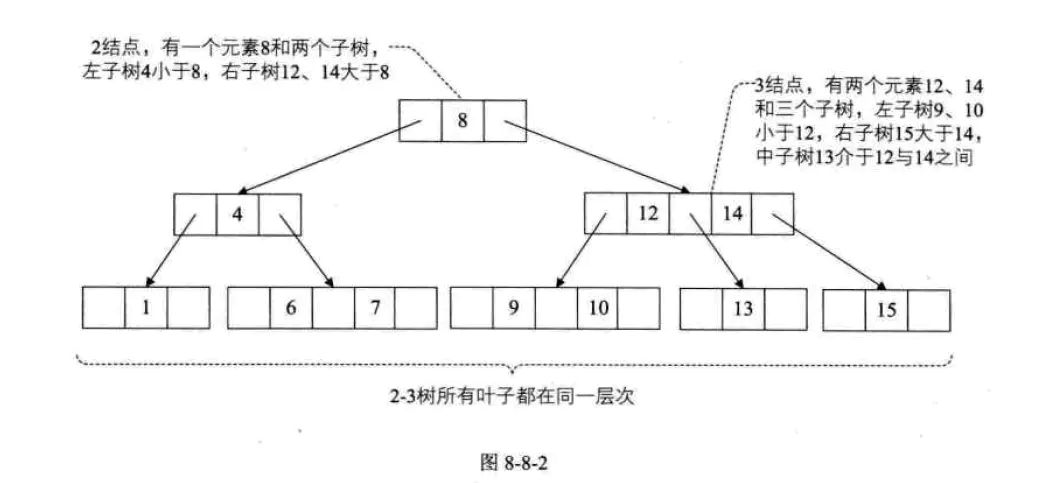 2结点，有一个元素8和两个子树，
左子树4小于8，右子树12、14大于8
3结点，有两个元素12、14
和三个子树，左子树9、10
小于12，右子树15大于14，
中子树13介于12与14之间
8
4
12 14
1 6 7 9 10 13 15
2-3树所有叶子都在同一层次
图 8-8-2